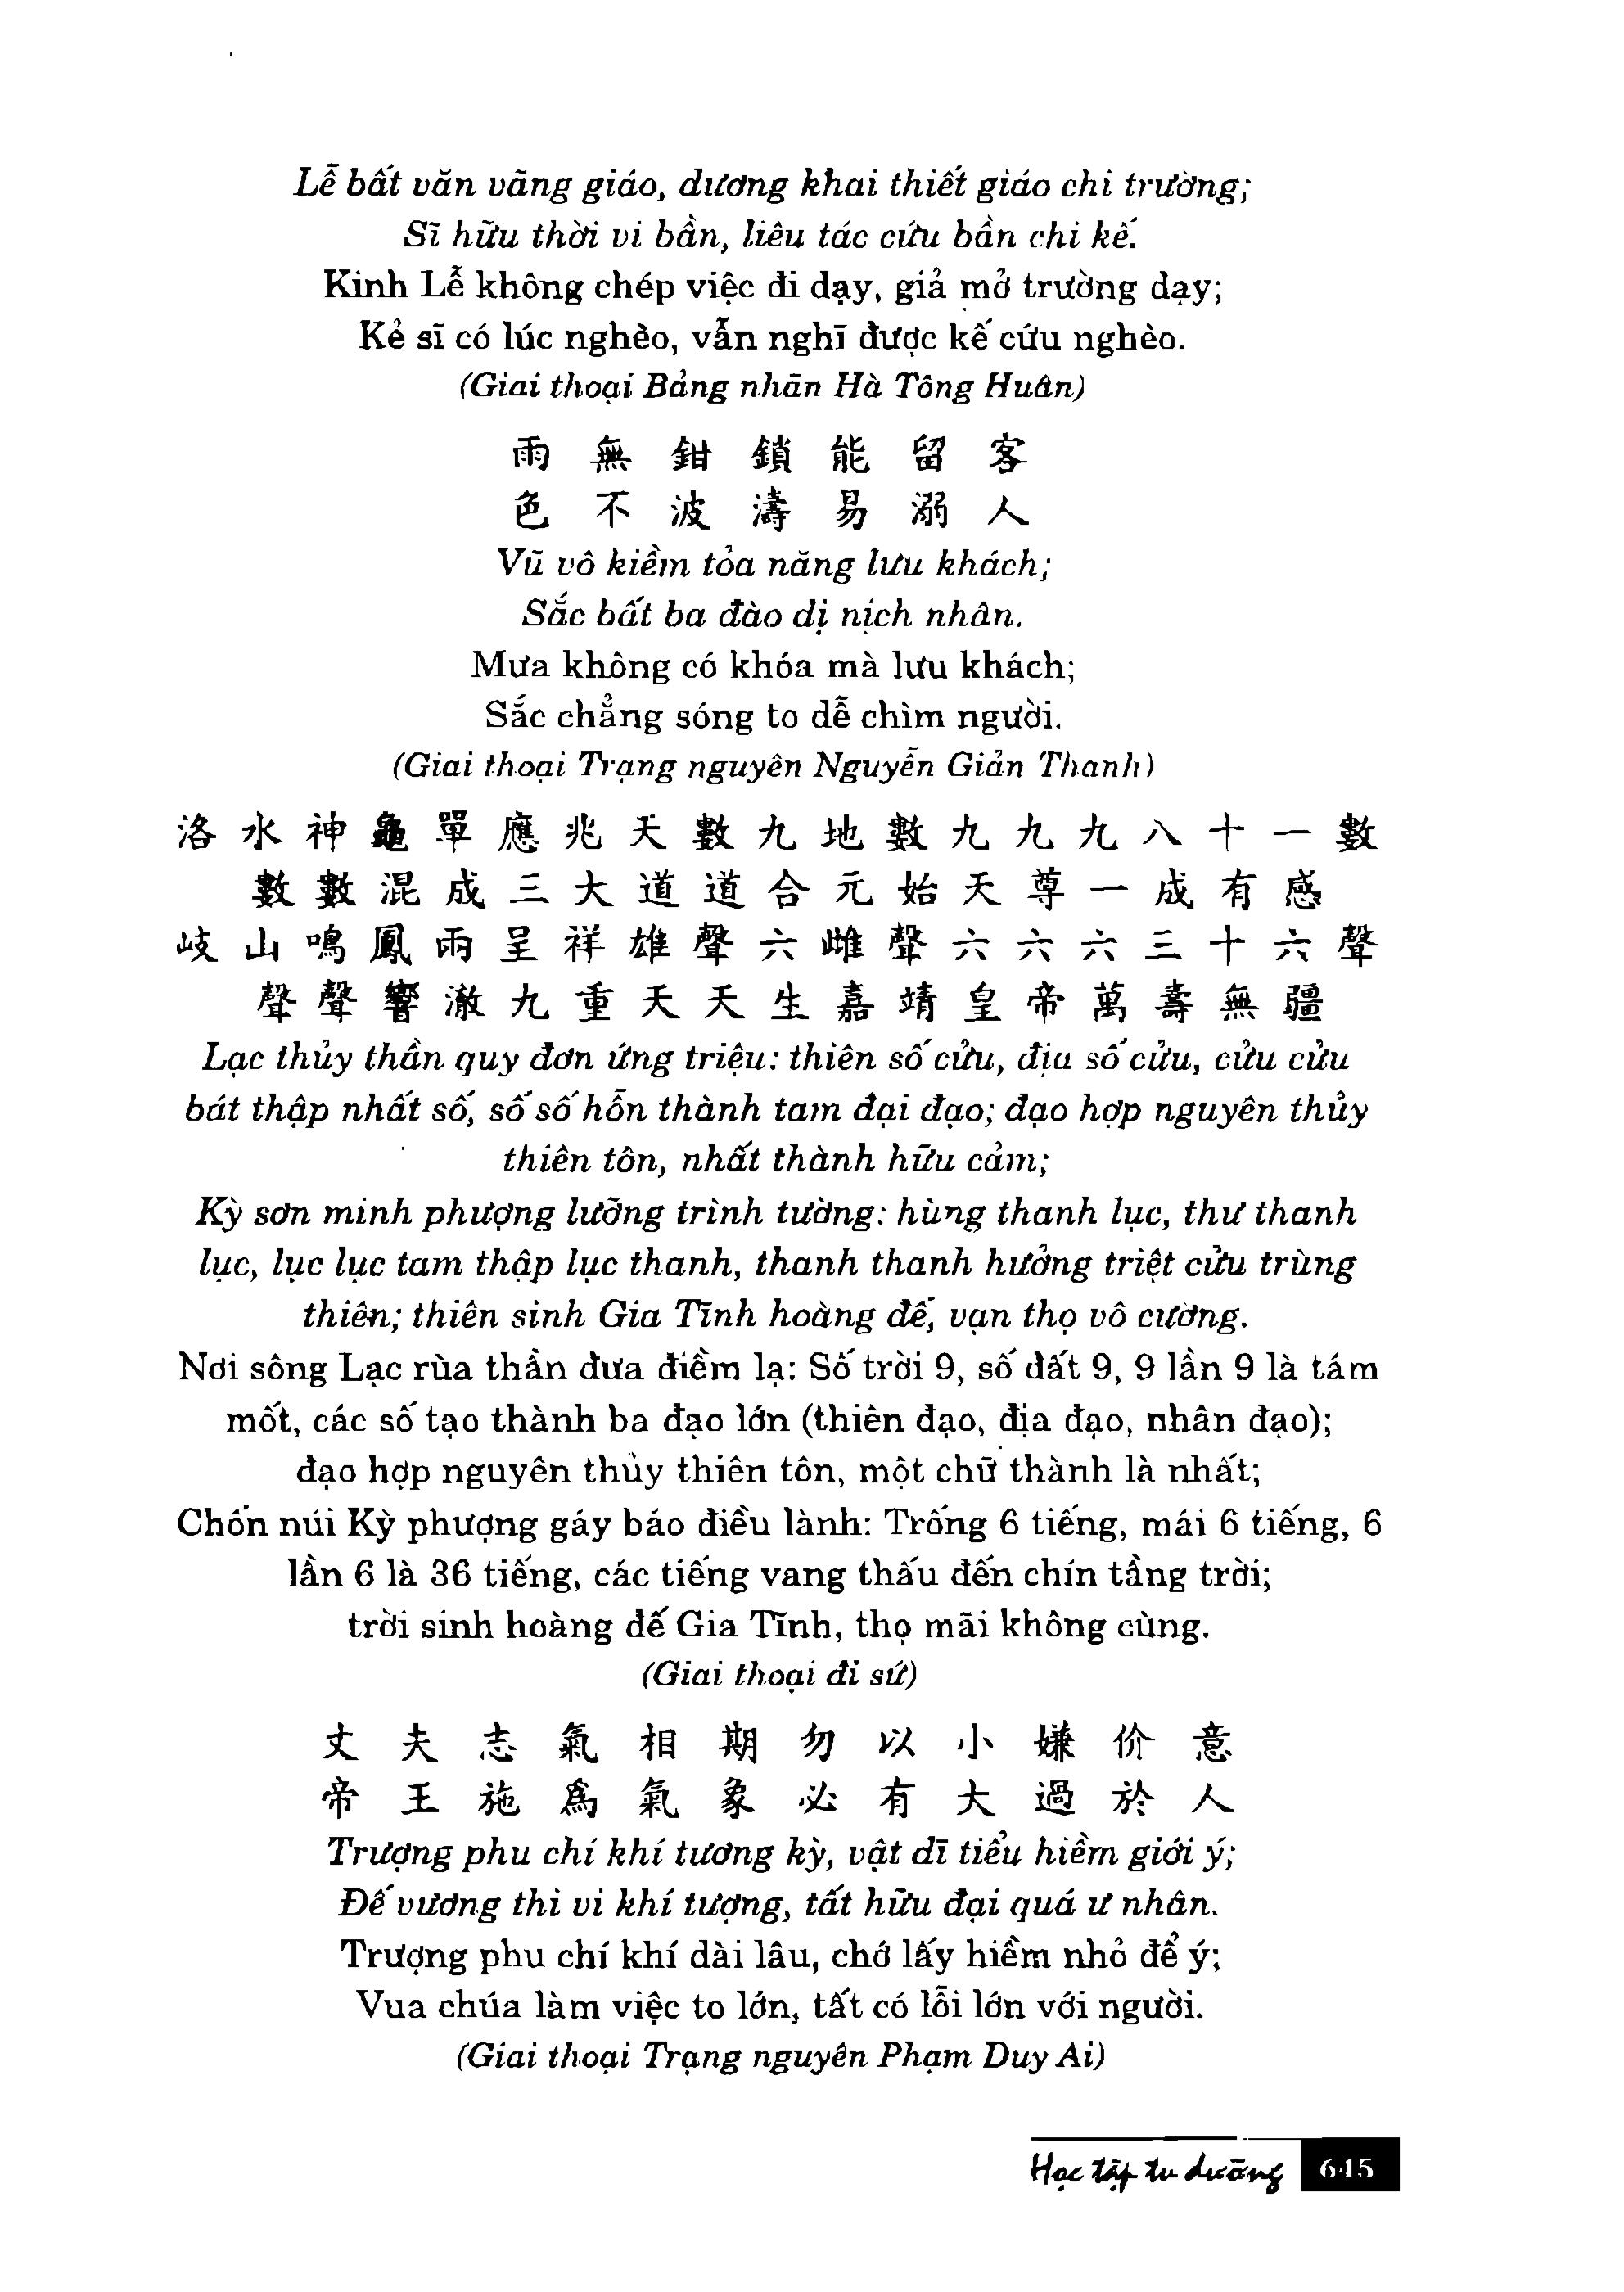 Lễ bất văn vãng giáo, dương khai thiết giáo chi trường;
Sĩ hữu thời vi bần, liêu tác cứu bần chi kế.
Kinh Lễ không chép việc đi dạy, giả mở trường dạy;
Kẻ sĩ có lúc nghèo, vẫn nghĩ được kế cứu nghèo.
(Giai thoại Bảng nhãn Hà Tông Huân)
雨 無 鉗 鎖 能 留 客
色 不 波 濤 易 溺 人
Vũ vô kiềm tỏa năng lưu khách;
Sắc bất ba đào dị nịch nhân.
Mưa không có khóa mà lưu khách;
Sắc chẳng sóng to dễ chìm người.
(Giai thoại Trạng nguyên Nguyễn Giản Thanh)
洛 水 神 龜 單 應 兆 天 數 九 地 數 九 九 九 八 十 一 數
數 數 混 成 三 大 道 道 合 元 始 天 尊 一 成 有 感
岐 山 鳴 鳳 雨 呈 祥 雄 聲 六 雌 聲 六 六 六 三 十 六 聲
聲 聲 響 澈 九 重 天 天 生 嘉 靖 皇 帝 萬 壽 無 疆
Lạc thủy thần quy đơn ứng triệu: thiên số cửu, địa số cửu, cửu cửu
bát thập nhất số, số số hỗn thành tam đại đạo; đạo hợp nguyên thủy
thiên tôn, nhất thành hữu cảm;
Kỳ sơn minh phượng lưỡng trình tường: hùng thanh lục, thư thanh
lục, lục lục tam thập lục thanh, thanh thanh hưởng triệt cửu trùng
thiên; thiên sinh Gia Tĩnh hoàng đế, vạn thọ vô cường.
Nơi sông Lạc rùa thần đưa điềm lạ: Số trời 9, số đất 9, 9 lần 9 là tám
mốt, các số tạo thành ba đạo lớn (thiên đạo, địa đạo, nhân đạo);
đạo hợp nguyên thủy thiên tôn, một chữ thành là nhất;
Chốn núi Kỳ phượng gáy báo điều lành: Trống 6 tiếng, mái 6 tiếng, 6
lần 6 là 36 tiếng, các tiếng vang thấu đến chín tầng trời;
trời sinh hoàng đế Gia Tĩnh, thọ mãi không cùng.
(Giai thoại đi sứ)
丈 夫 志 氣 相 期 勿 以 小 嫌 价 意
帝 王 施 為 氣 象 必 有 大 過 於 人
Trượng phu chí khí tương kỳ, vật dĩ tiểu hiềm giới ý;
Đế vương thi vi khí tượng, tất hữu đại quá ư nhân.
Trượng phu chí khí dài lâu, chớ lấy hiềm nhỏ để ý;
Vua chúa làm việc to lớn, tất có lỗi lớn với người.
(Giai thoại Trạng nguyên Phạm Duy Ai)
Học tập tu dưỡng 645